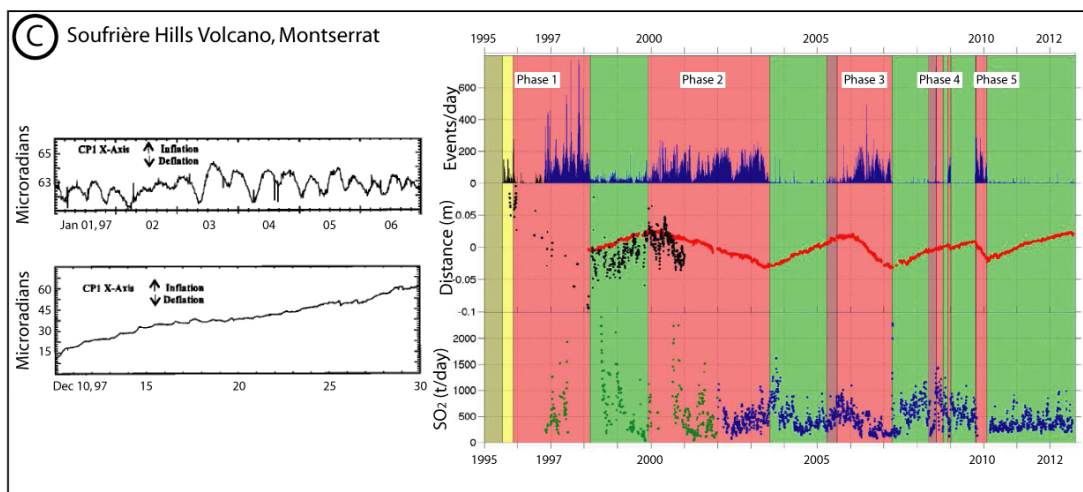 C Soufrière Hills Volcano, Montserrat
Microradians
65
63
CP1 X-Axis
Inflation
Deflation
Jan 01,97 02 03 04 05 06
Microradians
60
45
30
15
CP1 X-Axis
Inflation
Deflation
Dec 10,97 15 20 25 30
1995 1997 2000 2005 2010 2012
Phase 1 Phase 2 Phase 3 Phase 4 Phase 5
Events/day
600
400
200
0
Distance (m)
0.05
0
-0.05
-0.1
SO2 (t/day)
2000
1500
1000
500
0
1995 1997 2000 2005 2010 2012